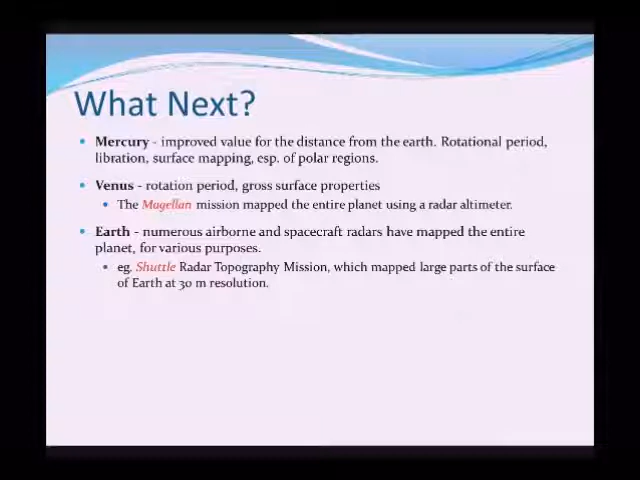 What Next?
Mercury - improved value for the distance from the earth. Rotational period,
libration, surface mapping, esp. of polar regions.
Venus - rotation period, gross surface properties
The Magellan mission mapped the entire planet using a radar altimeter.
Earth - numerous airborne and spacecraft radars have mapped the entire
planet, for various purposes.
eg. Shuttle Radar Topography Mission, which mapped large parts of the surface
of Earth at 30 m resolution.